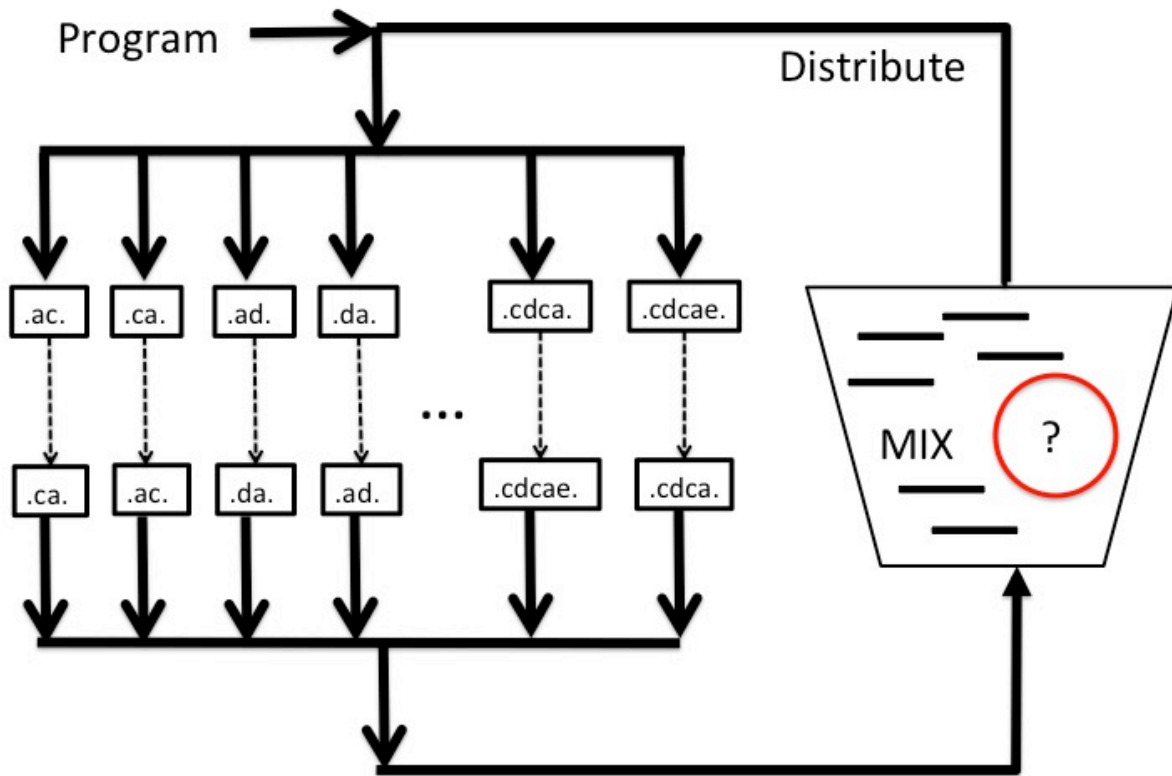 Program
Distribute
.ac. .ca. .ad. .da. .cdca. .cdcae.
...
MIX ?
.ca. .ac. .da. .ad. .cdcae. .cdca.